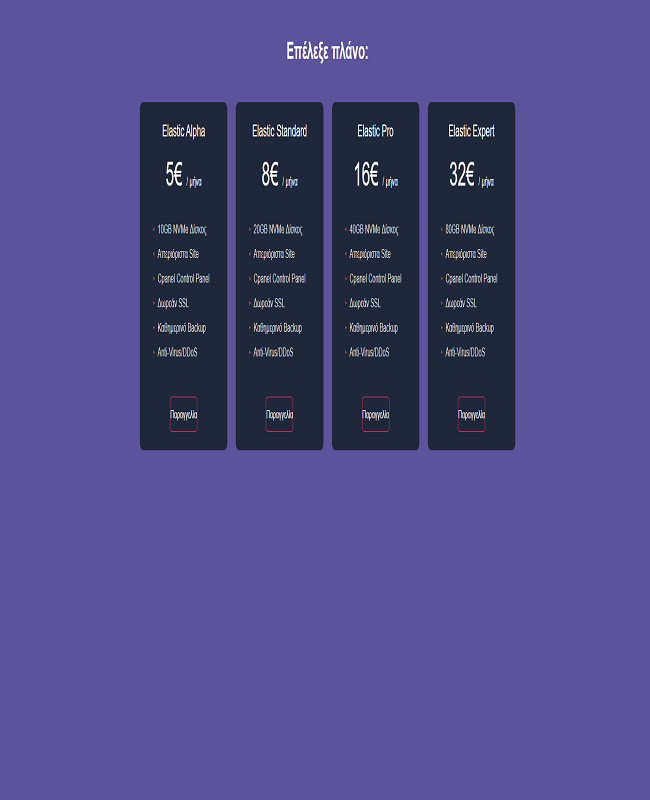 Επέλεξε πλάνο:
Elastic Alpha
5€ / μήνα
10GB NVMe Δίσκος
Απεριόριστα Site
Cpanel Control Panel
Δωρεάν SSL
Καθημερινό Backup
Anti-Virus/DDoS
Παραγγελία
Elastic Standard
8€ / μήνα
20GB NVMe Δίσκος
Απεριόριστα Site
Cpanel Control Panel
Δωρεάν SSL
Καθημερινό Backup
Anti-Virus/DDoS
Παραγγελία
Elastic Pro
16€ / μήνα
40GB NVMe Δίσκος
Απεριόριστα Site
Cpanel Control Panel
Δωρεάν SSL
Καθημερινό Backup
Anti-Virus/DDoS
Παραγγελία
Elastic Expert
32€ / μήνα
80GB NVMe Δίσκος
Απεριόριστα Site
Cpanel Control Panel
Δωρεάν SSL
Καθημερινό Backup
Anti-Virus/DDoS
Παραγγελία